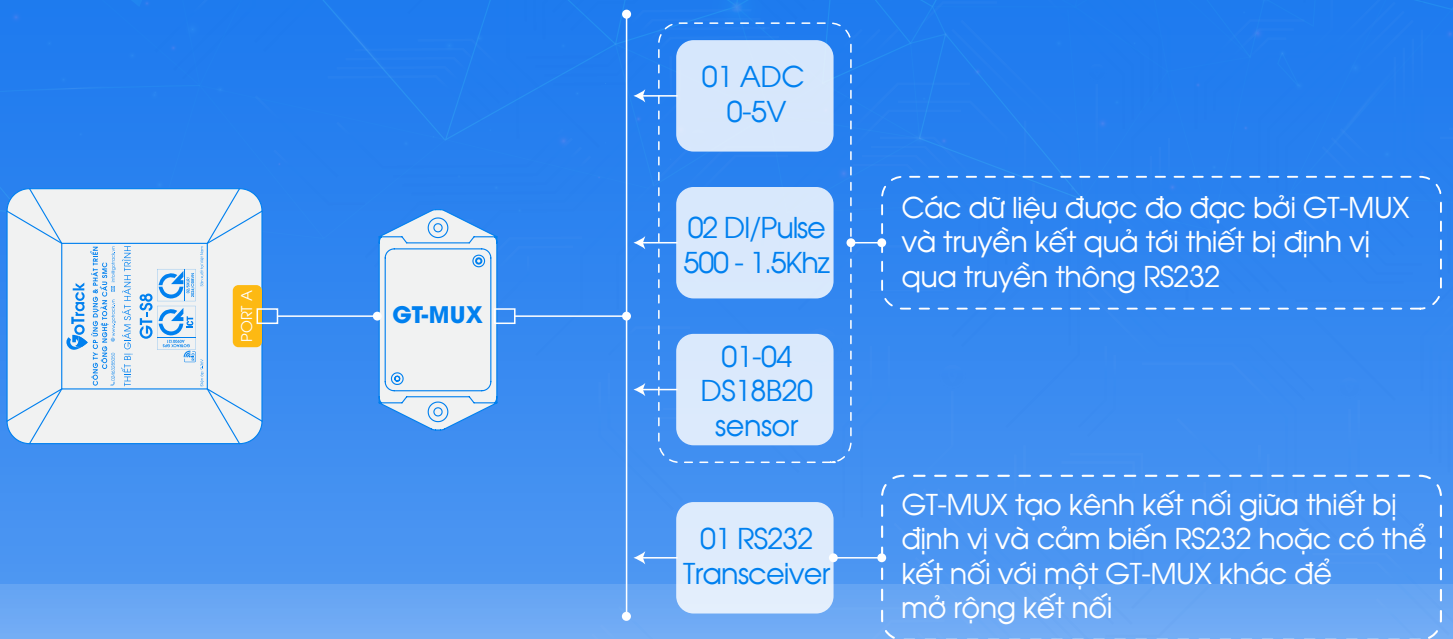 GoTrack
CÔNG TY CP ỨNG DỤNG & PHÁT TRIỂN
CÔNG NGHỆ TOÀN CẦU SMC
THIẾT BỊ GIÁM SÁT HÀNH TRÌNH
GT-S8
ICT
PORT A
GT-MUX
01 ADC
0-5V
02 DI/Pulse
500 - 1.5Khz
01-04
DS18B20
sensor
01 RS232
Transceiver
Các dữ liệu được đo đạc bởi GT-MUX
và truyền kết quả tới thiết bị định vị
qua truyền thông RS232
GT-MUX tạo kênh kết nối giữa thiết bị
định vị và cảm biến RS232 hoặc có thể
kết nối với một GT-MUX khác để
mở rộng kết nối